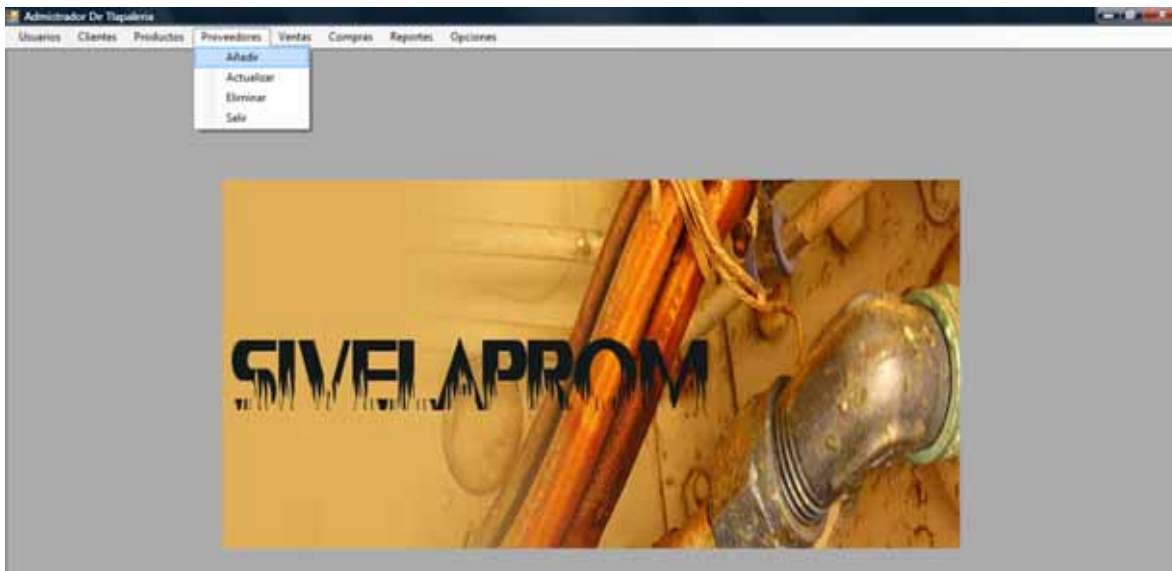 Admistrador De Tlapaleria
Usuarios Clientes Productos Proveedores Ventas Compras Reportes Opciones
Añadir
Actualizar
Eliminar
Salir
SIVELAPROM